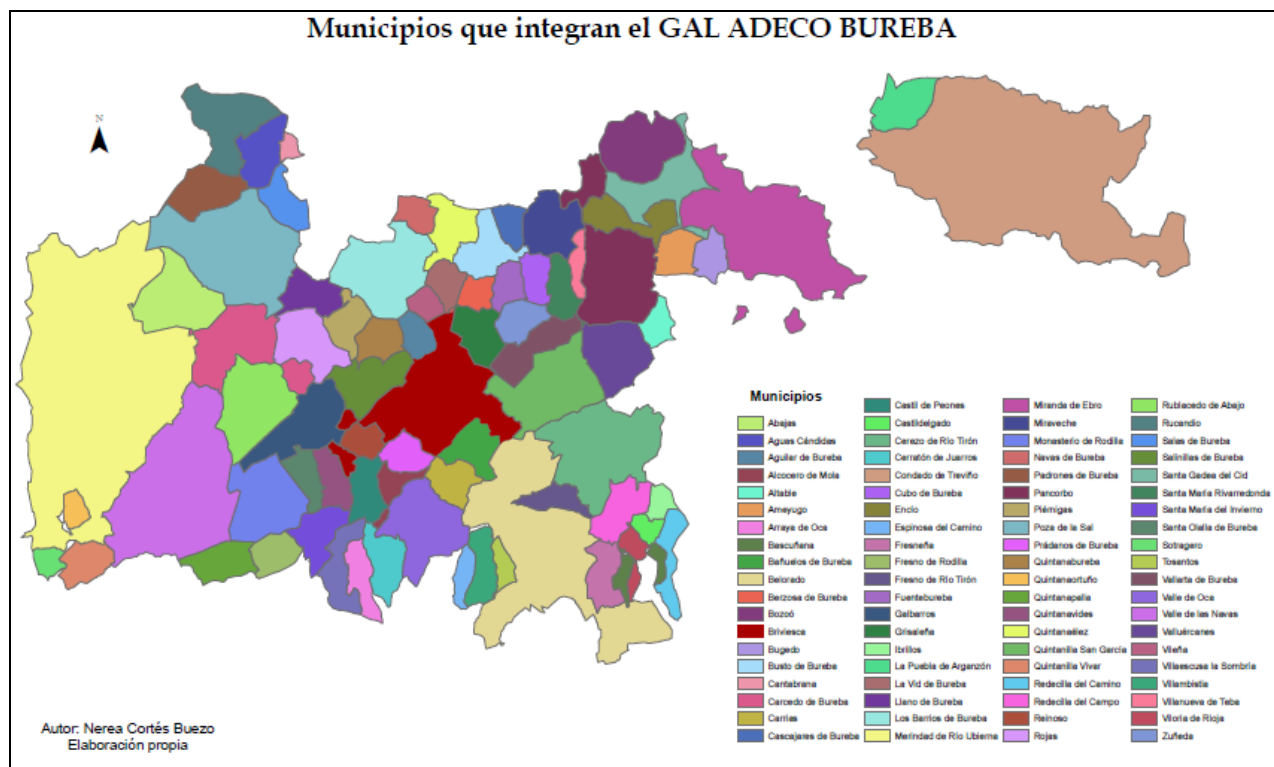 Municipios que integran el GAL ADECO BUREBA
N
Municipios
Abajas
Aguas Cándidas
Aguilar de Bureba
Alcocero de Mola
Altable
Ameyugo
Arraya de Oca
Bascuñana
Bañuelos de Bureba
Belorado
Berzosa de Bureba
Bozoó
Briviesca
Bugedo
Busto de Bureba
Cantabrana
Carcedo de Bureba
Carrias
Cascajares de Bureba
Castil de Peones
Castildelgado
Cerezo de Río Tirón
Cerratón de Juarros
Condado de Treviño
Cubo de Bureba
Encío
Espinosa del Camino
Fresneña
Fresno de Rodilla
Fresno de Río Tirón
Fuentebureba
Galbarros
Grisaleña
Ibrillos
La Puebla de Arganzón
La Vid de Bureba
Llano de Bureba
Los Barrios de Bureba
Merindad de Río Ubierna
Miranda de Ebro
Miraveche
Monasterio de Rodilla
Navas de Bureba
Padrones de Bureba
Pancorbo
Piérnigas
Poza de la Sal
Prádanos de Bureba
Quintanabureba
Quintanaortuño
Quintanapalla
Quintanavides
Quintanaélez
Quintanilla San García
Quintanilla Vivar
Redecilla del Camino
Redecilla del Campo
Reinoso
Rojas
Rublacedo de Abajo
Rucandio
Salas de Bureba
Salinillas de Bureba
Santa Gadea del Cid
Santa María Rivarredonda
Santa María del Invierno
Santa Olalla de Bureba
Sotragero
Tosantos
Vallarta de Bureba
Valle de Oca
Valle de las Navas
Valluércanes
Vileña
Villaescusa la Sombría
Villambistia
Villanueva de Teba
Viloria de Rioja
Zuñeda
Autor: Nerea Cortés Buezo
Elaboración propia